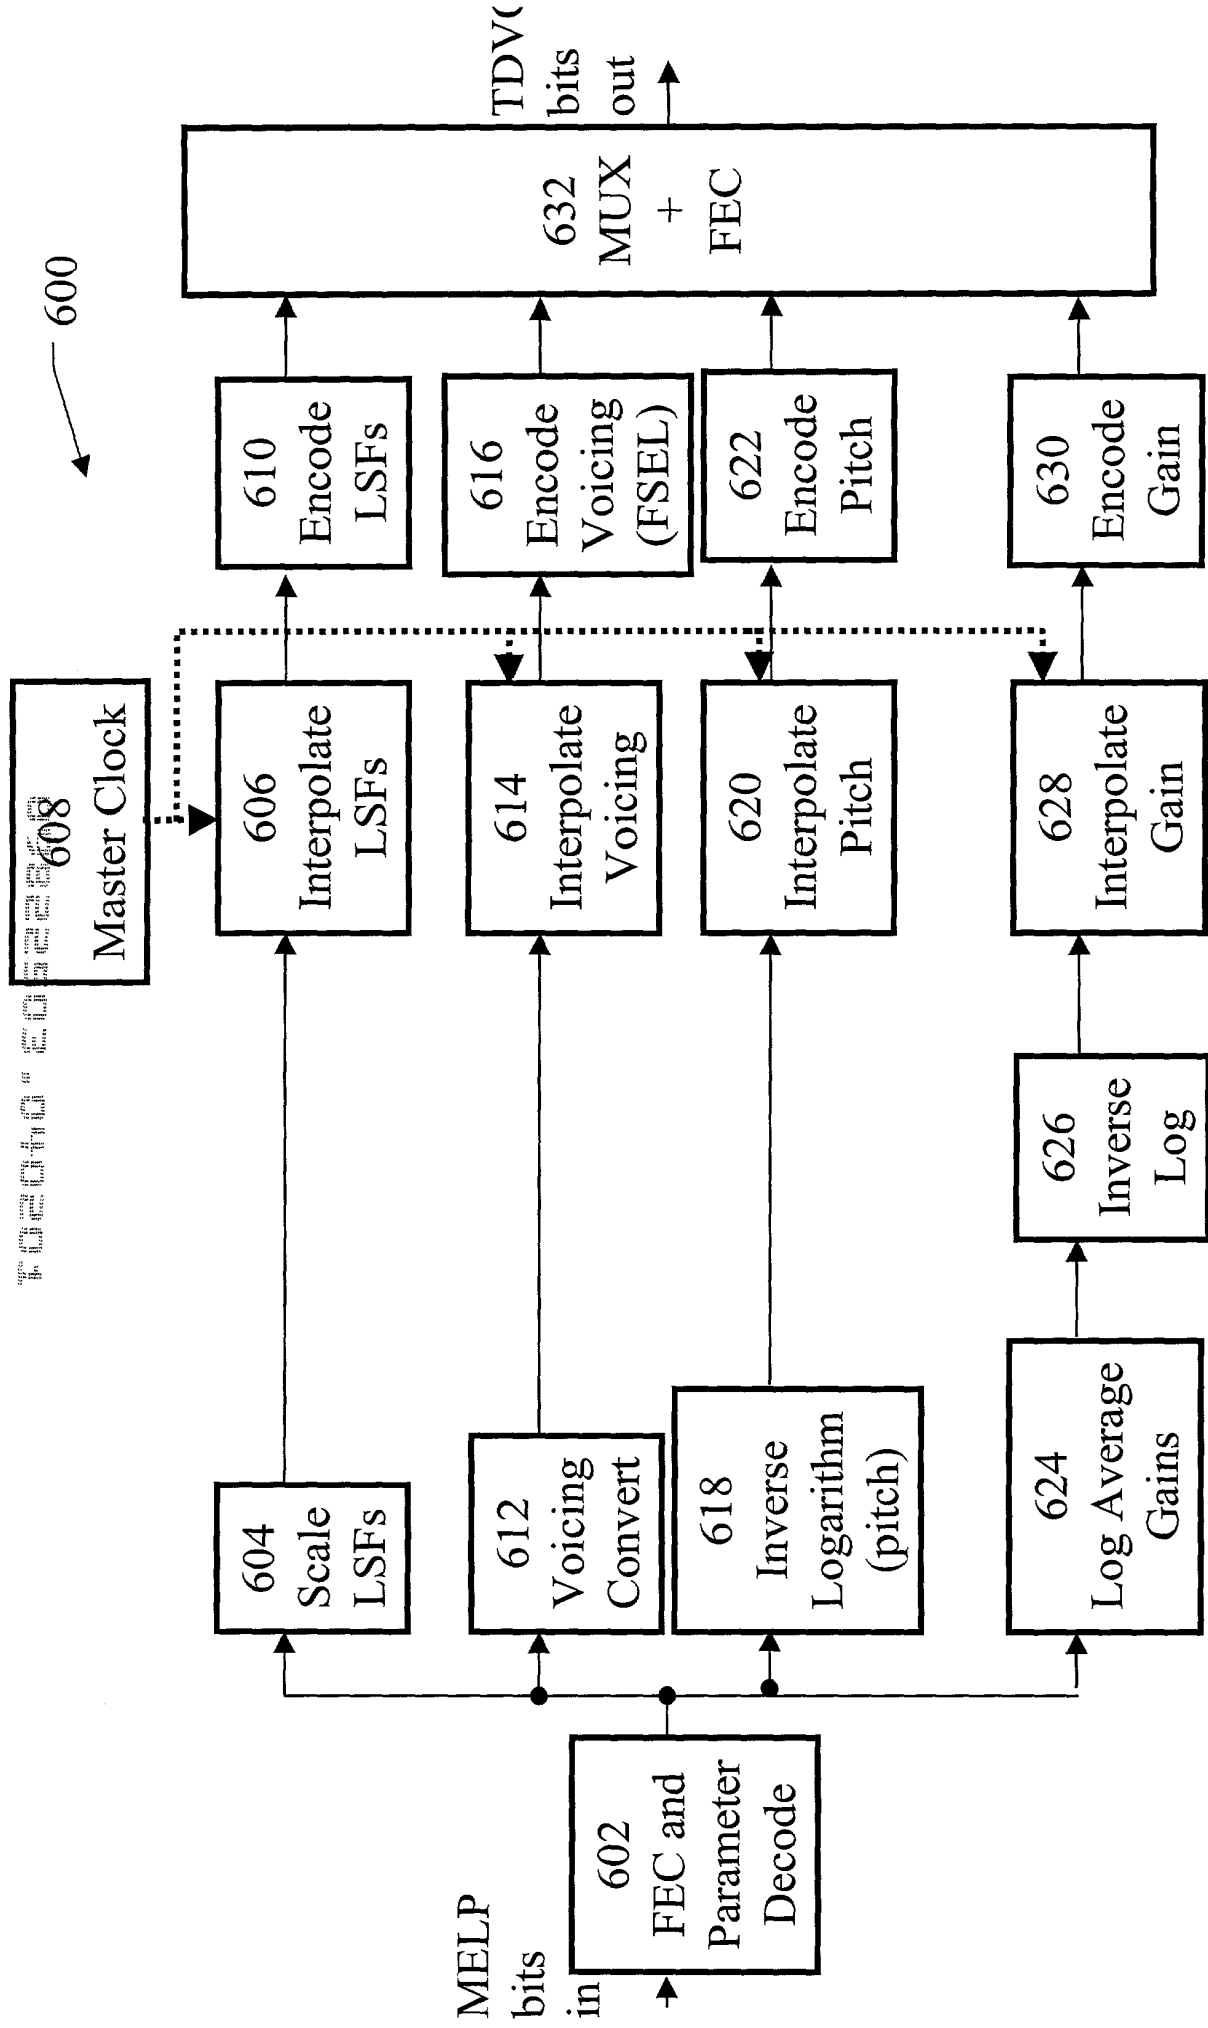 600
MELP
bits
in
602
FEC and
Parameter
Decode
604
Scale
LSFs
608
Master Clock
606
Interpolate
LSFs
610
Encode
LSFs
612
Voicing
Convert
614
Interpolate
Voicing
616
Encode
Voicing
(FSEL)
618
Inverse
Logarithm
(pitch)
620
Interpolate
Pitch
622
Encode
Pitch
624
Log Average
Gains
626
Inverse
Log
628
Interpolate
Gain
630
Encode
Gain
632
MUX
+
FEC
bits
out